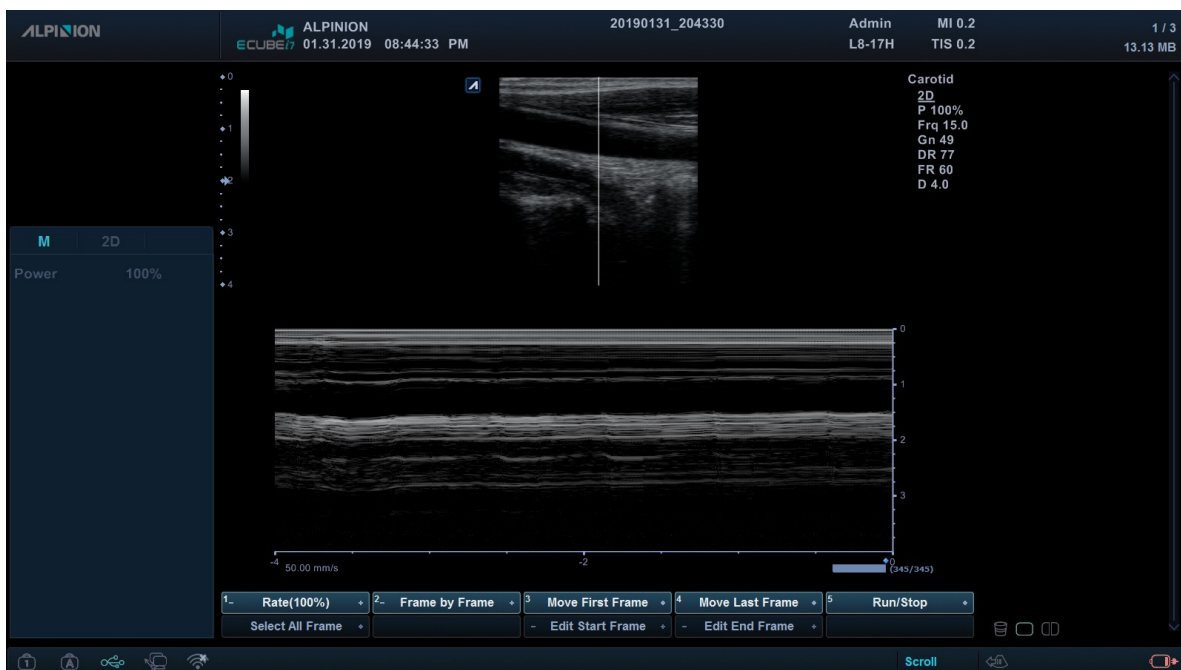 ALPINION
ECUBE i7
ALPINION
01.31.2019 08:44:33 PM
20190131_204330
Admin MI 0.2
L8-17H TIS 0.2
1 / 3
13.13 MB
M 2D
Power 100%
0
1
2
3
4
Carotid
2D
P 100%
Frq 15.0
Gn 49
DR 77
FR 60
D 4.0
0
1
2
3
-4 -2 0
50.00 mm/s
(345/345)
1 Rate(100%) 2 Frame by Frame 3 Move First Frame 4 Move Last Frame 5 Run/Stop
Select All Frame - Edit Start Frame - Edit End Frame
1 A Scroll